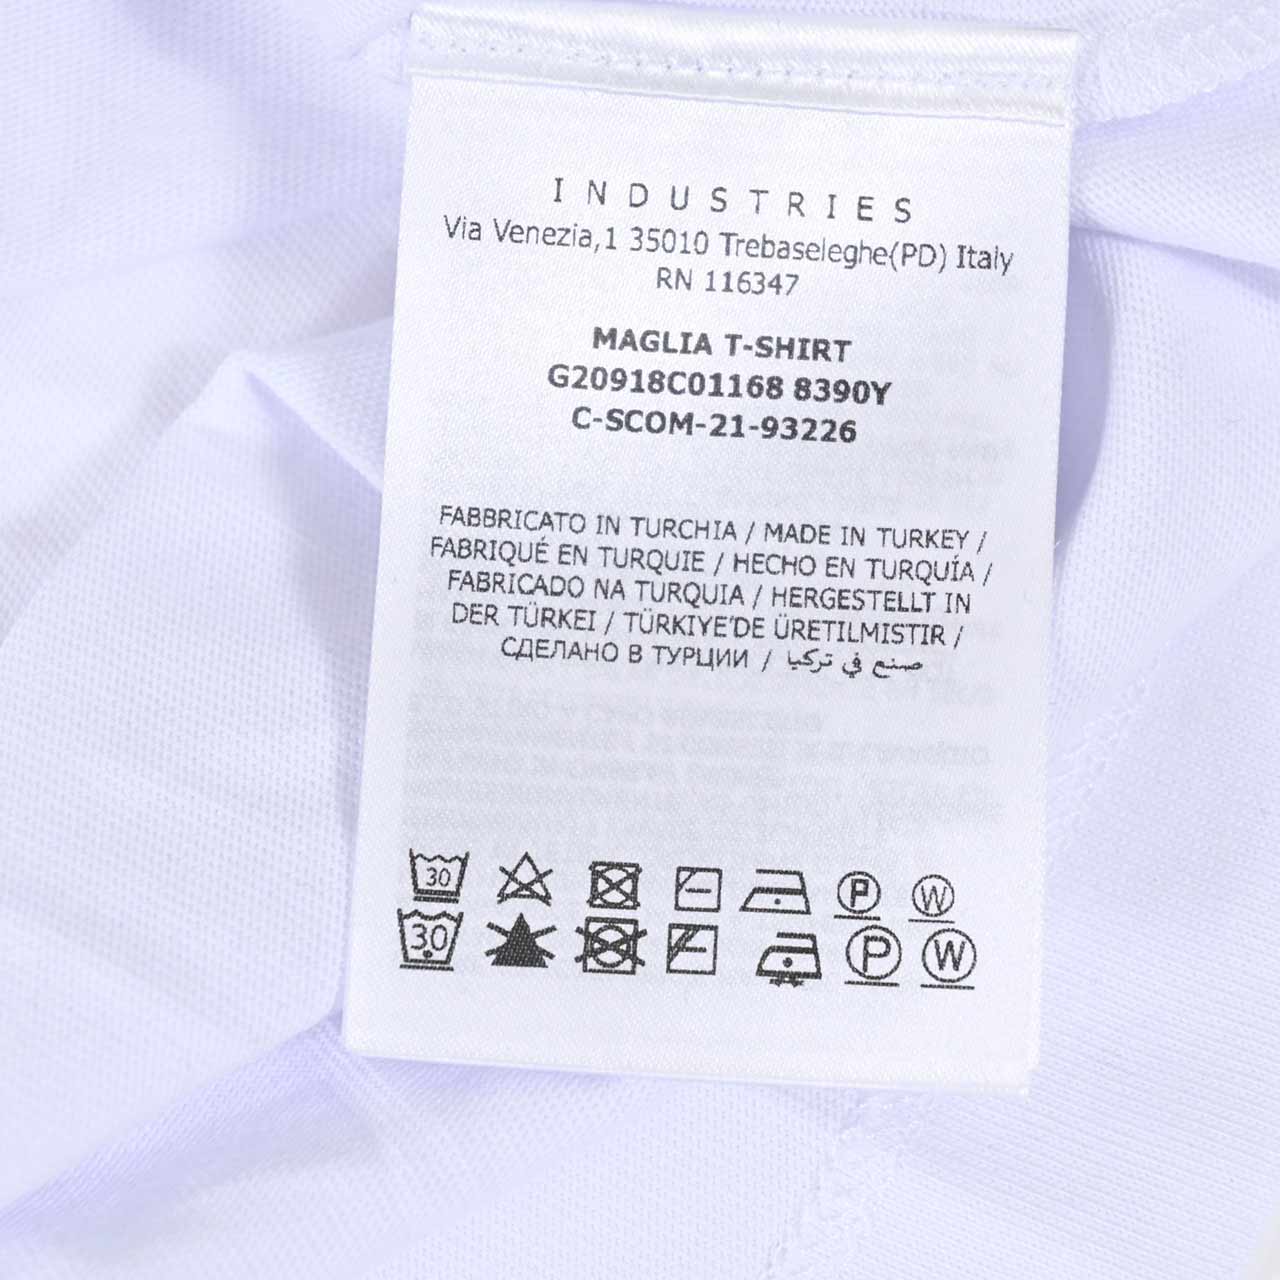 INDUSTRIES
Via Venezia,1 35010 Trebaseleghe(PD) Italy
RN 116347
MAGLIA T-SHIRT
G20918C01168 8390Y
C-SCOM-21-93226
FABBRICATO IN TURCHIA / MADE IN TURKEY /
FABRIQUÉ EN TURQUIE / HECHO EN TURQUÍA /
FABRICADO NA TURQUIA / HERGESTELLT IN
DER TÜRKEI / TÜRKIYE'DE ÜRETILMISTIR /
СДЕЛАНО В ТУРЦИИ / صنع في تركيا
30 P W
30 P W